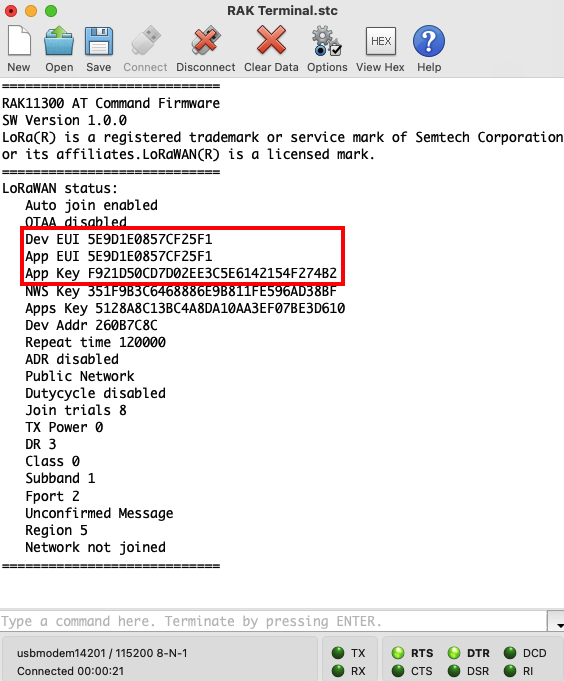 RAK Terminal.stc
HEX
New Open Save Connect Disconnect Clear Data Options View Hex Help
============================
RAK11300 AT Command Firmware
SW Version 1.0.0
LoRa(R) is a registered trademark or service mark of Semtech Corporation
or its affiliates.LoRaWAN(R) is a licensed mark.
============================
LoRaWAN status:
Auto join enabled
OTAA disabled
Dev EUI 5E9D1E0857CF25F1
App EUI 5E9D1E0857CF25F1
App Key F921D50CD7D02EE3C5E6142154F274B2
NWS Key 351F9B3C6468886E9B811FE596AD38BF
Apps Key 5128A8C13BC4A8DA10AA3EF07BE3D610
Dev Addr 260B7C8C
Repeat time 120000
ADR disabled
Public Network
Dutycycle disabled
Join trials 8
TX Power 0
DR 3
Class 0
Subband 1
Fport 2
Unconfirmed Message
Region 5
Network not joined
============================
Type a command here. Terminate by pressing ENTER.
usbmodem14201 / 115200 8-N-1 TX RTS DTR DCD
Connected 00:00:21 RX CTS DSR RI